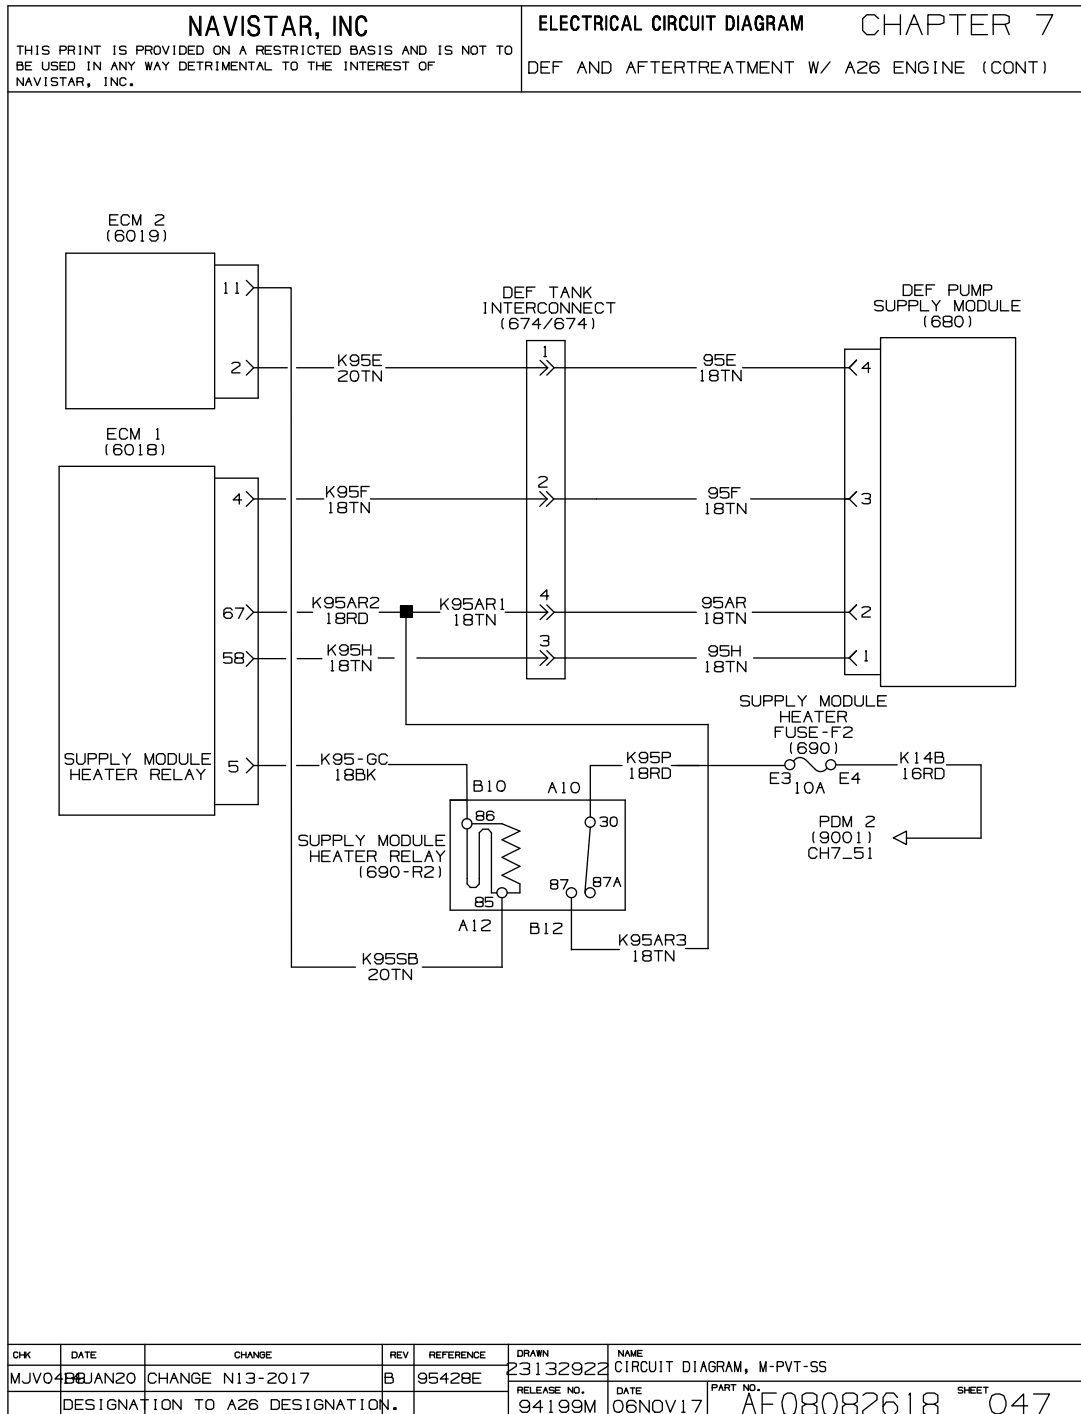 NAVISTAR, INC
THIS PRINT IS PROVIDED ON A RESTRICTED BASIS AND IS NOT TO
BE USED IN ANY WAY DETRIMENTAL TO THE INTEREST OF
NAVISTAR, INC.
ELECTRICAL CIRCUIT DIAGRAM
CHAPTER 7
DEF AND AFTERTREATMENT W/ A26 ENGINE (CONT)
ECM 2
(6019)
11
2
DEF TANK
INTERCONNECT
(674/674)
DEF PUMP
SUPPLY MODULE
(680)
K95E
20TN
1
95E
18TN
4
ECM 1
(6018)
4
K95F
18TN
2
95F
18TN
3
67
K95AR2
18RD
K95AR1
18TN
4
95AR
18TN
2
58
K95H
18TN
3
95H
18TN
1
SUPPLY MODULE
HEATER
FUSE-F2
(690)
E3
10A
E4
SUPPLY MODULE
HEATER RELAY
5
K95-GC
18BK
K95P
18RD
K14B
16RD
B10
A10
86
30
PDM 2
(9001)
CH7_51
SUPPLY MODULE
HEATER RELAY
(690-R2)
87
87A
85
A12
B12
K95AR3
18TN
K95SB
20TN
CHK
DATE
CHANGE
REV
REFERENCE
DRAWN
23132922
NAME
CIRCUIT DIAGRAM, M-PVT-SS
CHANGE N13-2017
B
95428E
DESIGNATION TO A26 DESIGNATION.
RELEASE NO.
94199M
DATE
06NOV17
PART NO.
AF08082618
SHEET
047